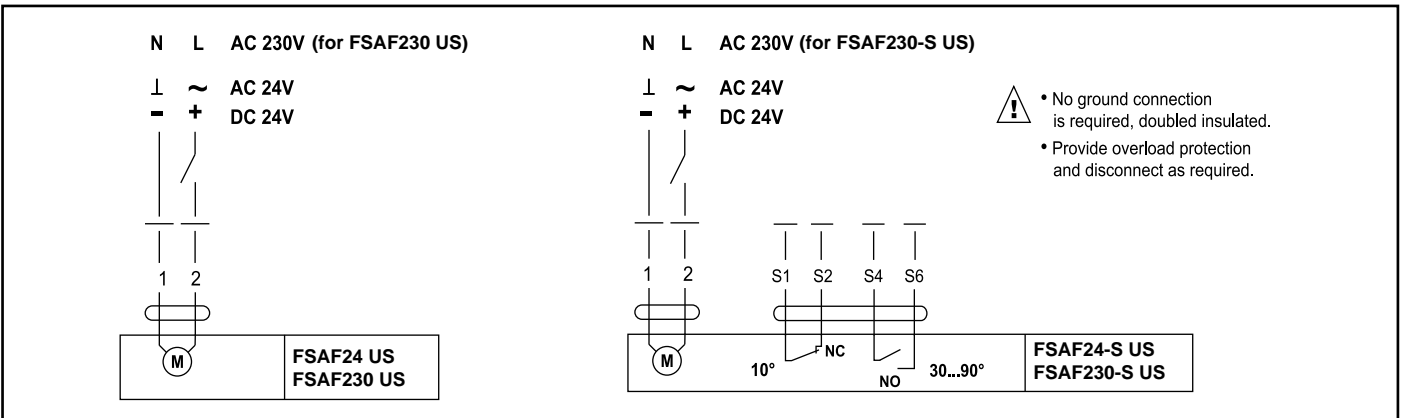 N L AC 230V (for FSAF230 US)
⊥ ~ AC 24V
- + DC 24V
1 2
M
FSAF24 US
FSAF230 US
N L AC 230V (for FSAF230-S US)
⊥ ~ AC 24V
- + DC 24V
1 2 S1 S2 S4 S6
M
10° NC NO 30...90°
FSAF24-S US
FSAF230-S US
! • No ground connection
is required, doubled insulated.
• Provide overload protection
and disconnect as required.